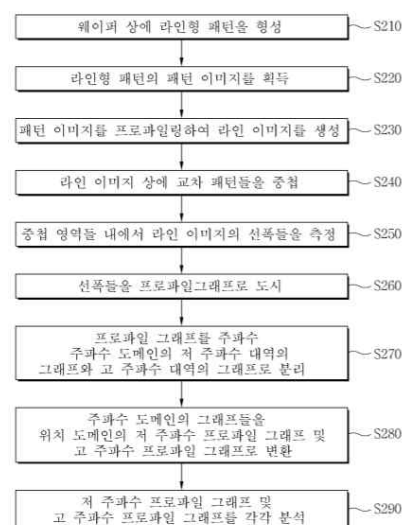 웨이퍼 상에 라인형 패턴을 형성 S210
라인형 패턴의 패턴 이미지를 획득 S220
패턴 이미지를 프로파일링하여 라인 이미지를 생성 S230
라인 이미지 상에 교차 패턴들을 중첩 S240
중첩 영역들 내에서 라인 이미지의 선폭들을 측정 S250
선폭들을 프로파일그래프로 도시 S260
프로파일 그래프를 주파수
주파수 도메인의 저 주파수 대역의
그래프와 고 주파수 대역의 그래프로 분리
S270
주파수 도메인의 그래프들을
위치 도메인의 저 주파수 프로파일 그래프 및
고 주파수 프로파일 그래프로 변환
S280
저 주파수 프로파일 그래프 및
고 주파수 프로파일 그래프를 각각 분석
S290